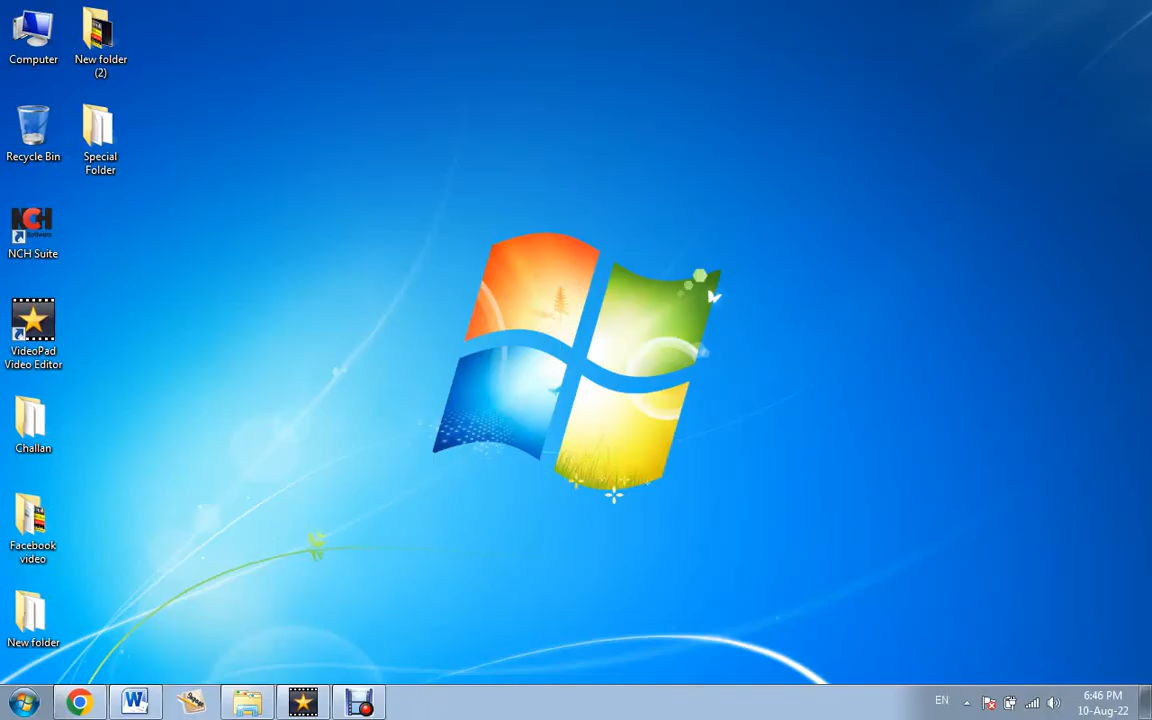 Computer
New folder
(2)
Recycle Bin
Special
Folder
NCH
Software
NCH Suite
VideoPad
Video Editor
Challan
Facebook
video
New folder
W
EN
6:46 PM
10-Aug-22